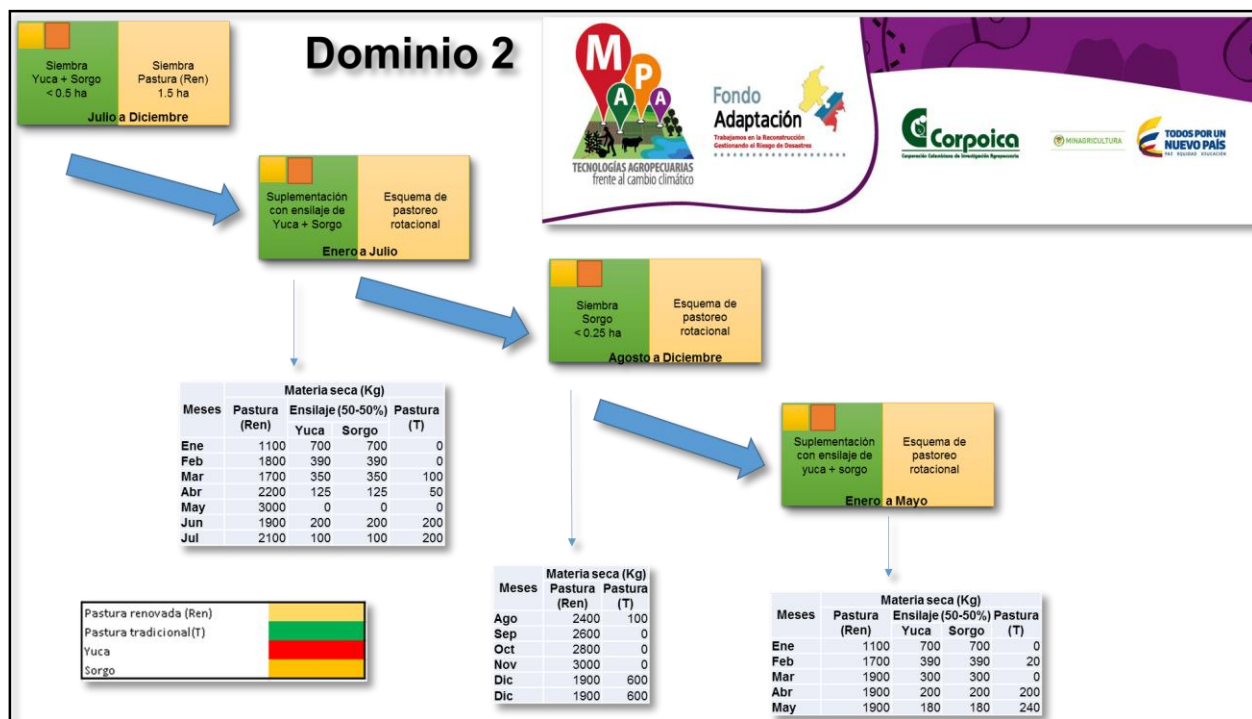 Dominio 2
Siembra
Yuca + Sorgo
< 0.5 ha
Siembra
Pastura (Ren)
1.5 ha
Julio a Diciembre
M A P A
TECNOLOGÍAS AGROPECUARIAS
frente al cambio climático
Fondo
Adaptación
Trabajamos en la Reconstrucción
Gestionando el Riesgo de Desastres
Corpoica
Corporación Colombiana de Investigación Agropecuaria
MINAGRICULTURA
TODOS POR UN
NUEVO PAÍS
PAZ EQUIDAD EDUCACIÓN
Suplementación
con ensilaje de
Yuca + Sorgo
Esquema de
pastoreo
rotacional
Enero a Julio
Siembra
Sorgo
< 0.25 ha
Esquema de
pastoreo
rotacional
Agosto a Diciembre
Suplementación
con ensilaje de
yuca + sorgo
Esquema de
pastoreo
rotacional
Enero a Mayo
Materia seca (Kg)
Meses Pastura (Ren) Ensilaje (50-50%) Pastura (T)
Yuca Sorgo
Ene 1100 700 700 0
Feb 1800 390 390 0
Mar 1700 350 350 100
Abr 2200 125 125 50
May 3000 0 0 0
Jun 1900 200 200 200
Jul 2100 100 100 200
Materia seca (Kg)
Meses Pastura (Ren) Pastura (T)
Ago 2400 100
Sep 2600 0
Oct 2800 0
Nov 3000 0
Dic 1900 600
Dic 1900 600
Materia seca (Kg)
Meses Pastura (Ren) Ensilaje (50-50%) Pastura (T)
Yuca Sorgo
Ene 1100 700 700 0
Feb 1700 390 390 20
Mar 1900 300 300 0
Abr 1900 200 200 200
May 1900 180 180 240
Pastura renovada (Ren)
Pastura tradicional(T)
Yuca
Sorgo